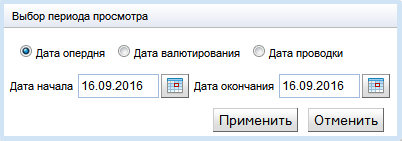 Выбор периода просмотра
Дата опердня Дата валютирования Дата проводки
Дата начала 16.09.2016 Дата окончания 16.09.2016
Применить Отменить